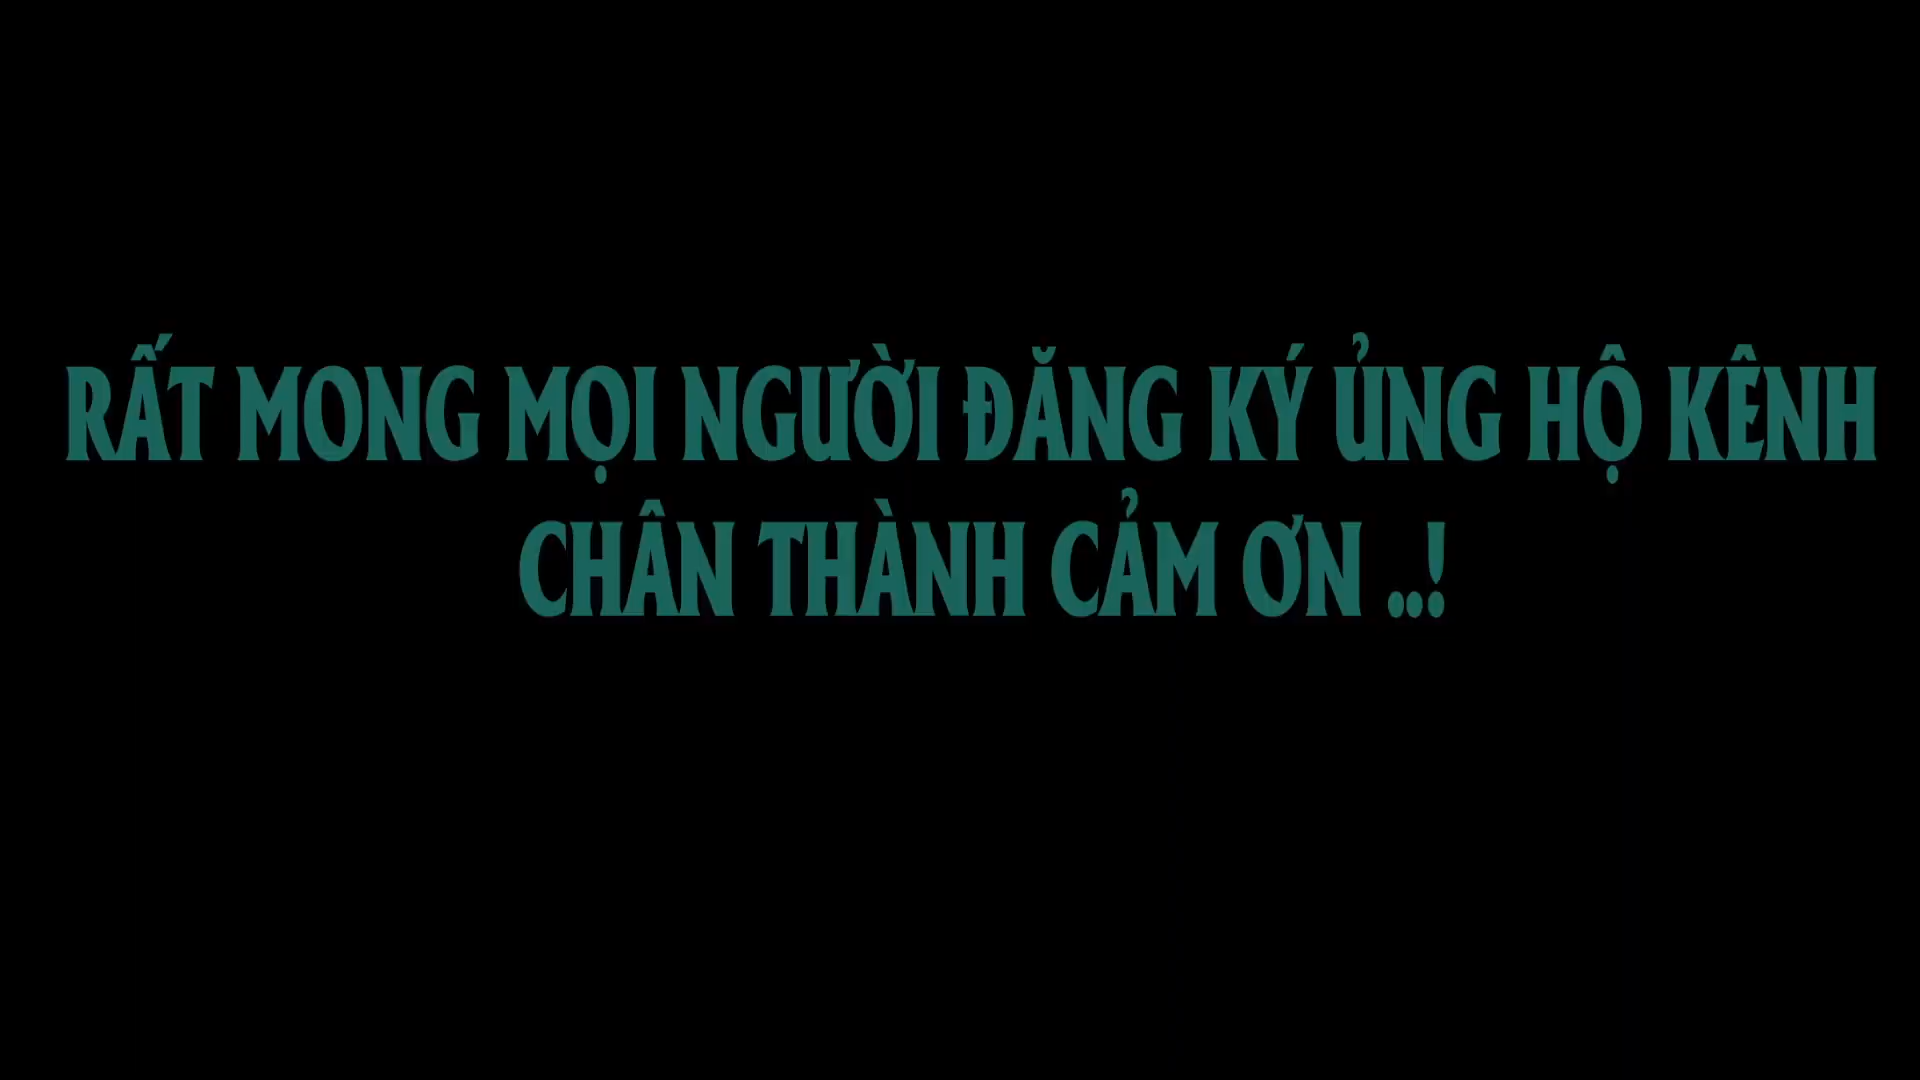 RẤT MONG MỌI NGƯỜI ĐĂNG KÝ ỦNG HỘ KÊNH
CHÂN THÀNH CẢM ƠN ..!